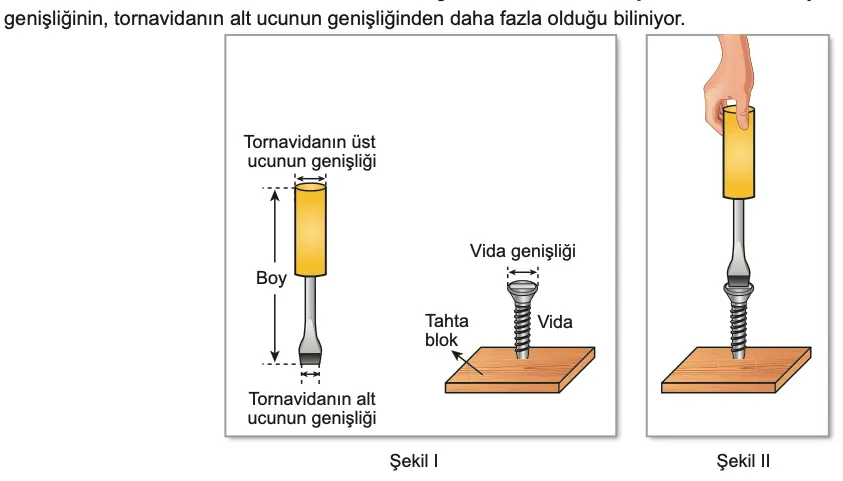 genişliğinin, tornavidanın alt ucunun genişliğinden daha fazla olduğu biliniyor.
Tornavidanın üst
ucunun genişliği
Boy
Vida genişliği
Tahta
blok
Vida
Tornavidanın alt
ucunun genişliği
Şekil I
Şekil II